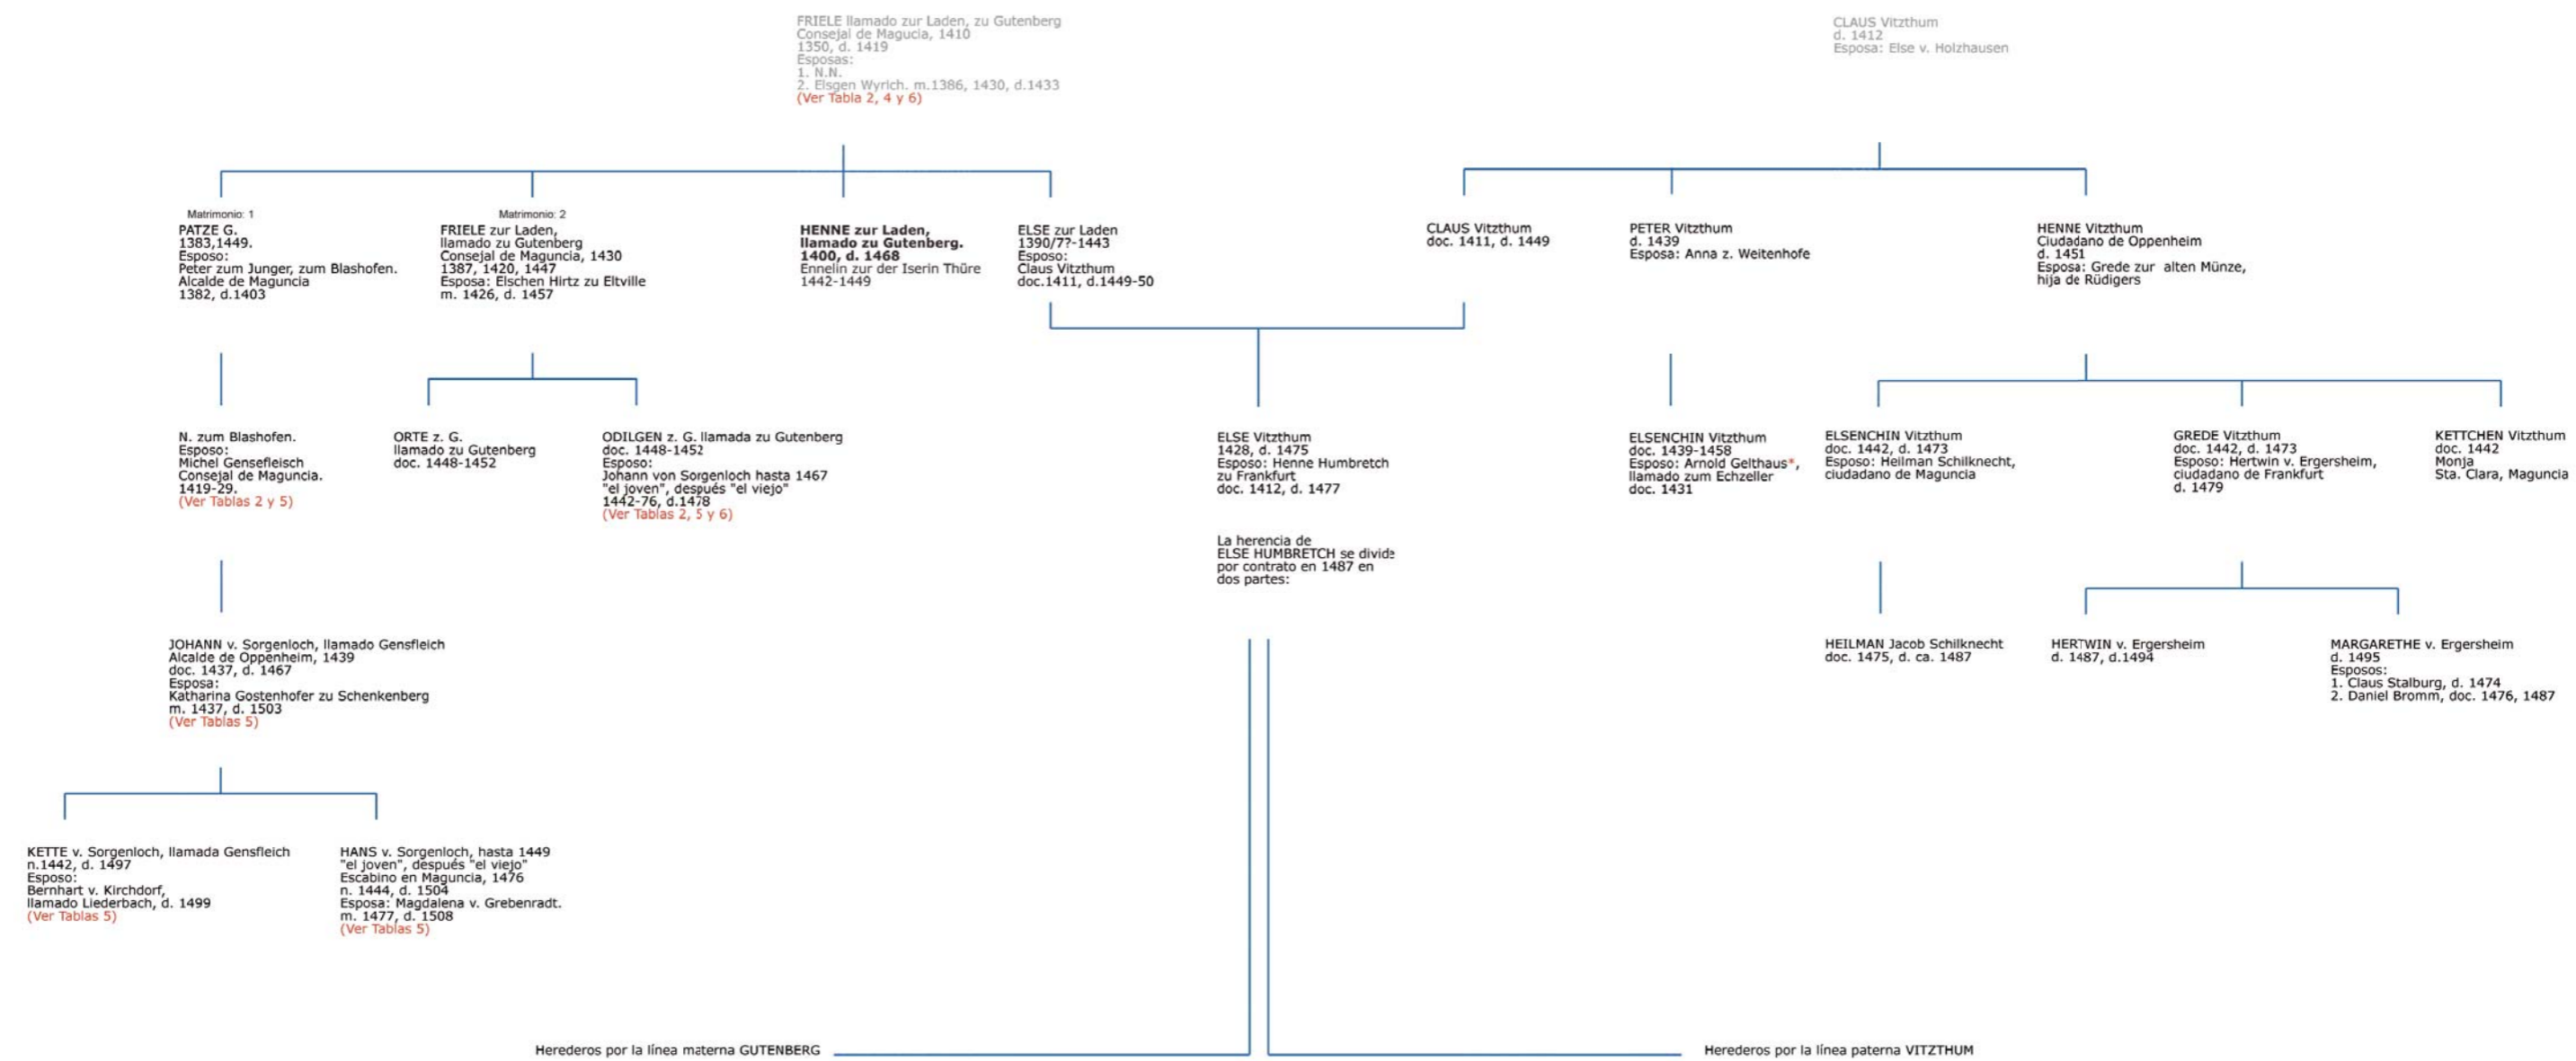 FRIELE llamado zur Laden, zu Gutenberg
Consejal de Magucia, 1410
1350, d. 1419
Esposas:
1. N.N.
2. Elsgen Wyrich. m.1386, 1430, d.1433
(Ver Tabla 2, 4 y 6)
CLAUS Vitzthum
d. 1412
Esposa: Else v. Holzhausen
Matrimonio: 1
PATZE G.
1383,1449.
Esposo:
Peter zum Junger, zum Blashofen.
Alcalde de Maguncia
1382, d.1403
Matrimonio: 2
FRIELE zur Laden,
llamado zu Gutenberg
Consejal de Maguncia, 1430
1387, 1420, 1447
Esposa: Elschen Hirtz zu Eltville
m. 1426, d. 1457
HENNE zur Laden,
llamado zu Gutenberg.
1400, d. 1468
Ennelin zur der Iserin Thüre
1442-1449
ELSE zur Laden
1390/7?-1443
Esposo:
Claus Vitzthum
doc.1411, d.1449-50
CLAUS Vitzthum
doc. 1411, d. 1449
PETER Vitzthum
d. 1439
Esposa: Anna z. Weitenhofe
HENNE Vitzthum
Ciudadano de Oppenheim
d. 1451
Esposa: Grede zur alten Münze,
hija de Rüdigers
N. zum Blashofen.
Esposo:
Michel Gensefleisch
Consejal de Maguncia.
1419-29.
(Ver Tablas 2 y 5)
ORTE z. G.
llamado zu Gutenberg
doc. 1448-1452
ODILGEN z. G. llamada zu Gutenberg
doc. 1448-1452
Esposo:
Johann von Sorgenloch hasta 1467
"el joven", después "el viejo"
1442-76, d.1478
(Ver Tablas 2, 5 y 6)
ELSE Vitzthum
1428, d. 1475
Esposo: Henne Humbretch
zu Frankfurt
doc. 1412, d. 1477
La herencia de
ELSE HUMBRETCH se divide
por contrato en 1487 en
dos partes:
ELSENCHIN Vitzthum
doc. 1439-1458
Esposo: Arnold Gelthaus*,
llamado zum Echzeller
doc. 1431
ELSENCHIN Vitzthum
doc. 1442, d. 1473
Esposo: Heilman Schilknecht,
ciudadano de Maguncia
GREDE Vitzthum
doc. 1442, d. 1473
Esposo: Hertwin v. Ergersheim,
ciudadano de Frankfurt
d. 1479
KETTCHEN Vitzthum
doc. 1442
Monja
Sta. Clara, Maguncia
JOHANN v. Sorgenloch, llamado Gensfleich
Alcalde de Oppenheim, 1439
doc. 1437, d. 1467
Esposa:
Katharina Gostenhofer zu Schenkenberg
m. 1437, d. 1503
(Ver Tablas 5)
HEILMAN Jacob Schilknecht
doc. 1475, d. ca. 1487
HERTWIN v. Ergersheim
d. 1487, d.1494
MARGARETHE v. Ergersheim
d. 1495
Esposos:
1. Claus Stalburg, d. 1474
2. Daniel Bromm, doc. 1476, 1487
KETTE v. Sorgenloch, llamada Gensfleich
n.1442, d. 1497
Esposo:
Bernhart v. Kirchdorf,
llamado Liederbach, d. 1499
(Ver Tablas 5)
HANS v. Sorgenloch, hasta 1449
"el joven", después "el viejo"
Escabino en Maguncia, 1476
n. 1444, d. 1504
Esposa: Magdalena v. Grebenradt.
m. 1477, d. 1508
(Ver Tablas 5)
Herederos por la línea materna GUTENBERG
Herederos por la línea paterna VITZTHUM